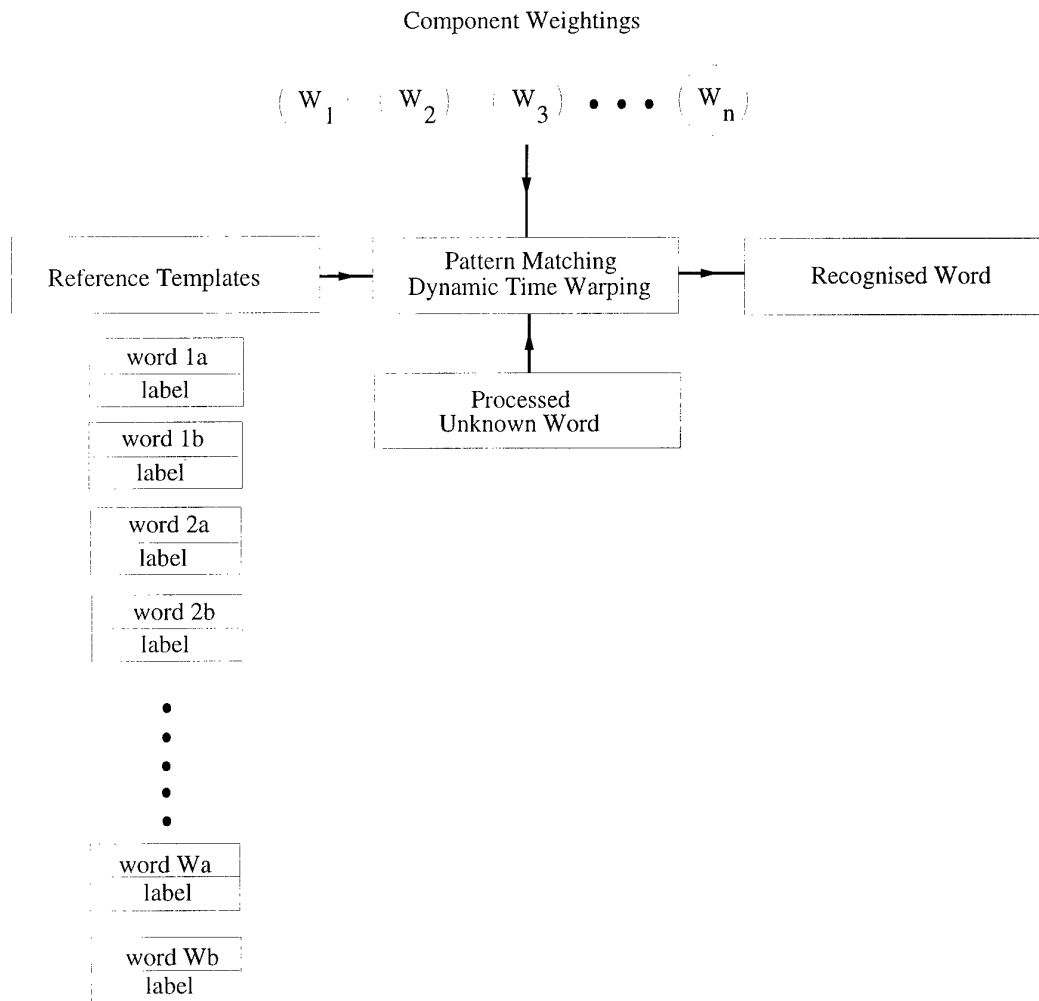 Component Weightings
(W1 (W2) (W3) • • • (Wn)
Reference Templates
Pattern Matching
Dynamic Time Warping
Recognised Word
Processed
Unknown Word
word 1a
label
word 1b
label
word 2a
label
word 2b
label
word Wa
label
word Wb
label